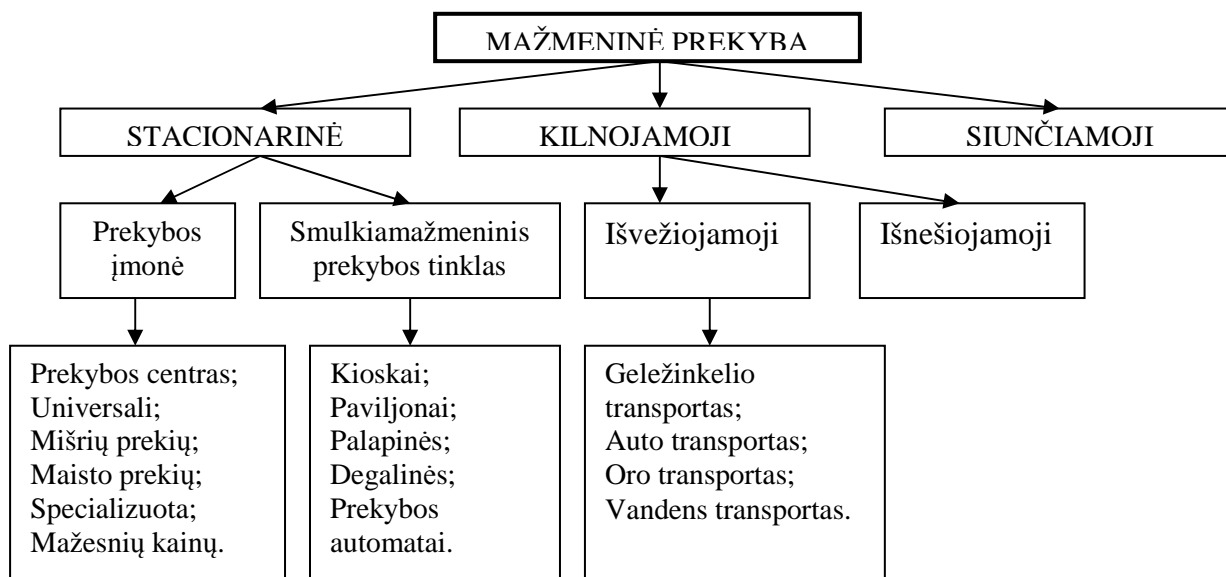 MAŽMENINĖ PREKYBA
STACIONARINĖ
KILNOJAMOJI
SIUNČIAMOJI
Prekybos
įmonė
Smulkiamažmeninis
prekybos tinklas
Išvežiojamoji
Išnešiojamoji
Prekybos centras;
Universali;
Mišrių prekių;
Maisto prekių;
Specializuota;
Mažesnių kainų.
Kioskai;
Paviljonai;
Palapinės;
Degalinės;
Prekybos
automatai.
Geležinkelio
transportas;
Auto transportas;
Oro transportas;
Vandens transportas.